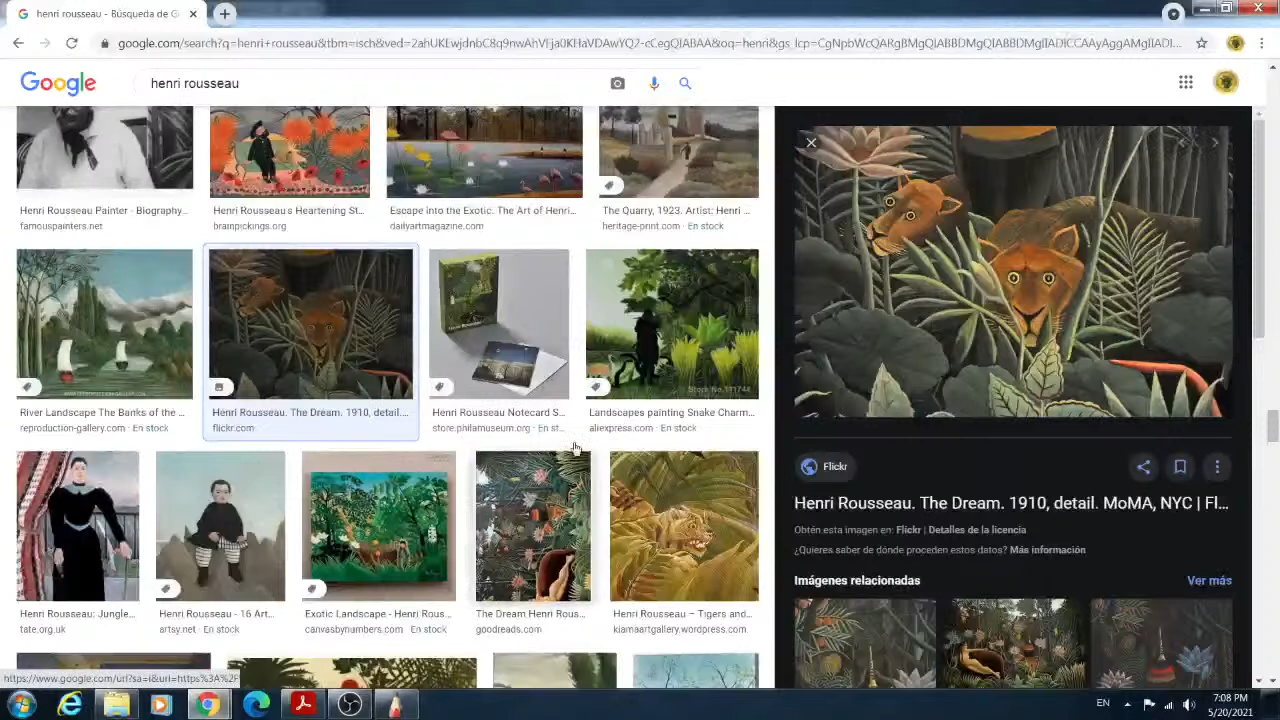 henri rousseau - Búsqueda de G
google.com/search?q=henri+rousseau&tbm=isch&ved=2ahUKEwjdnbC8q9nwAhVTja0KHaVDAwYQ2-cCegQIABAA&oq=henri&gs_lcp=CgNpbWcQARgBMgQIABBDMgQIABBDMgQIABBDMgIIADICCAAyAggAMgIIADI...
Google
henri rousseau
Henri Rousseau Painter - Biography...
famouspainters.net
Henri Rousseau's Heartening St...
brainpickings.org
Escape into the Exotic. The Art of Henri...
dailyartmagazine.com
The Quarry, 1923. Artist: Henri ...
heritage-print.com · En stock
River Landscape The Banks of the ...
reproduction-gallery.com · En stock
Henri Rousseau. The Dream. 1910, detail....
flickr.com
Henri Rousseau Notecard S...
store.philamuseum.org · En st...
Store No.111744
Landscapes painting Snake Charm...
aliexpress.com · En stock
Henri Rousseau: Jungle...
tate.org.uk
Henri Rousseau - 16 Art...
artsy.net · En stock
Exotic Landscape - Henri Rous...
canvasbynumbers.com · En stock
The Dream Henri Rous...
goodreads.com
Henri Rousseau – Tigers and...
kiamaartgallery.wordpress.com
Flickr
Henri Rousseau. The Dream. 1910, detail. MoMA, NYC | Fl...
Obtén esta imagen en: Flickr | Detalles de la licencia
¿Quieres saber de dónde proceden estos datos? Más información
Imágenes relacionadas
Ver más
https://www.google.com/url?sa=i&url=https%3A%2F
EN
7:08 PM
5/20/2021